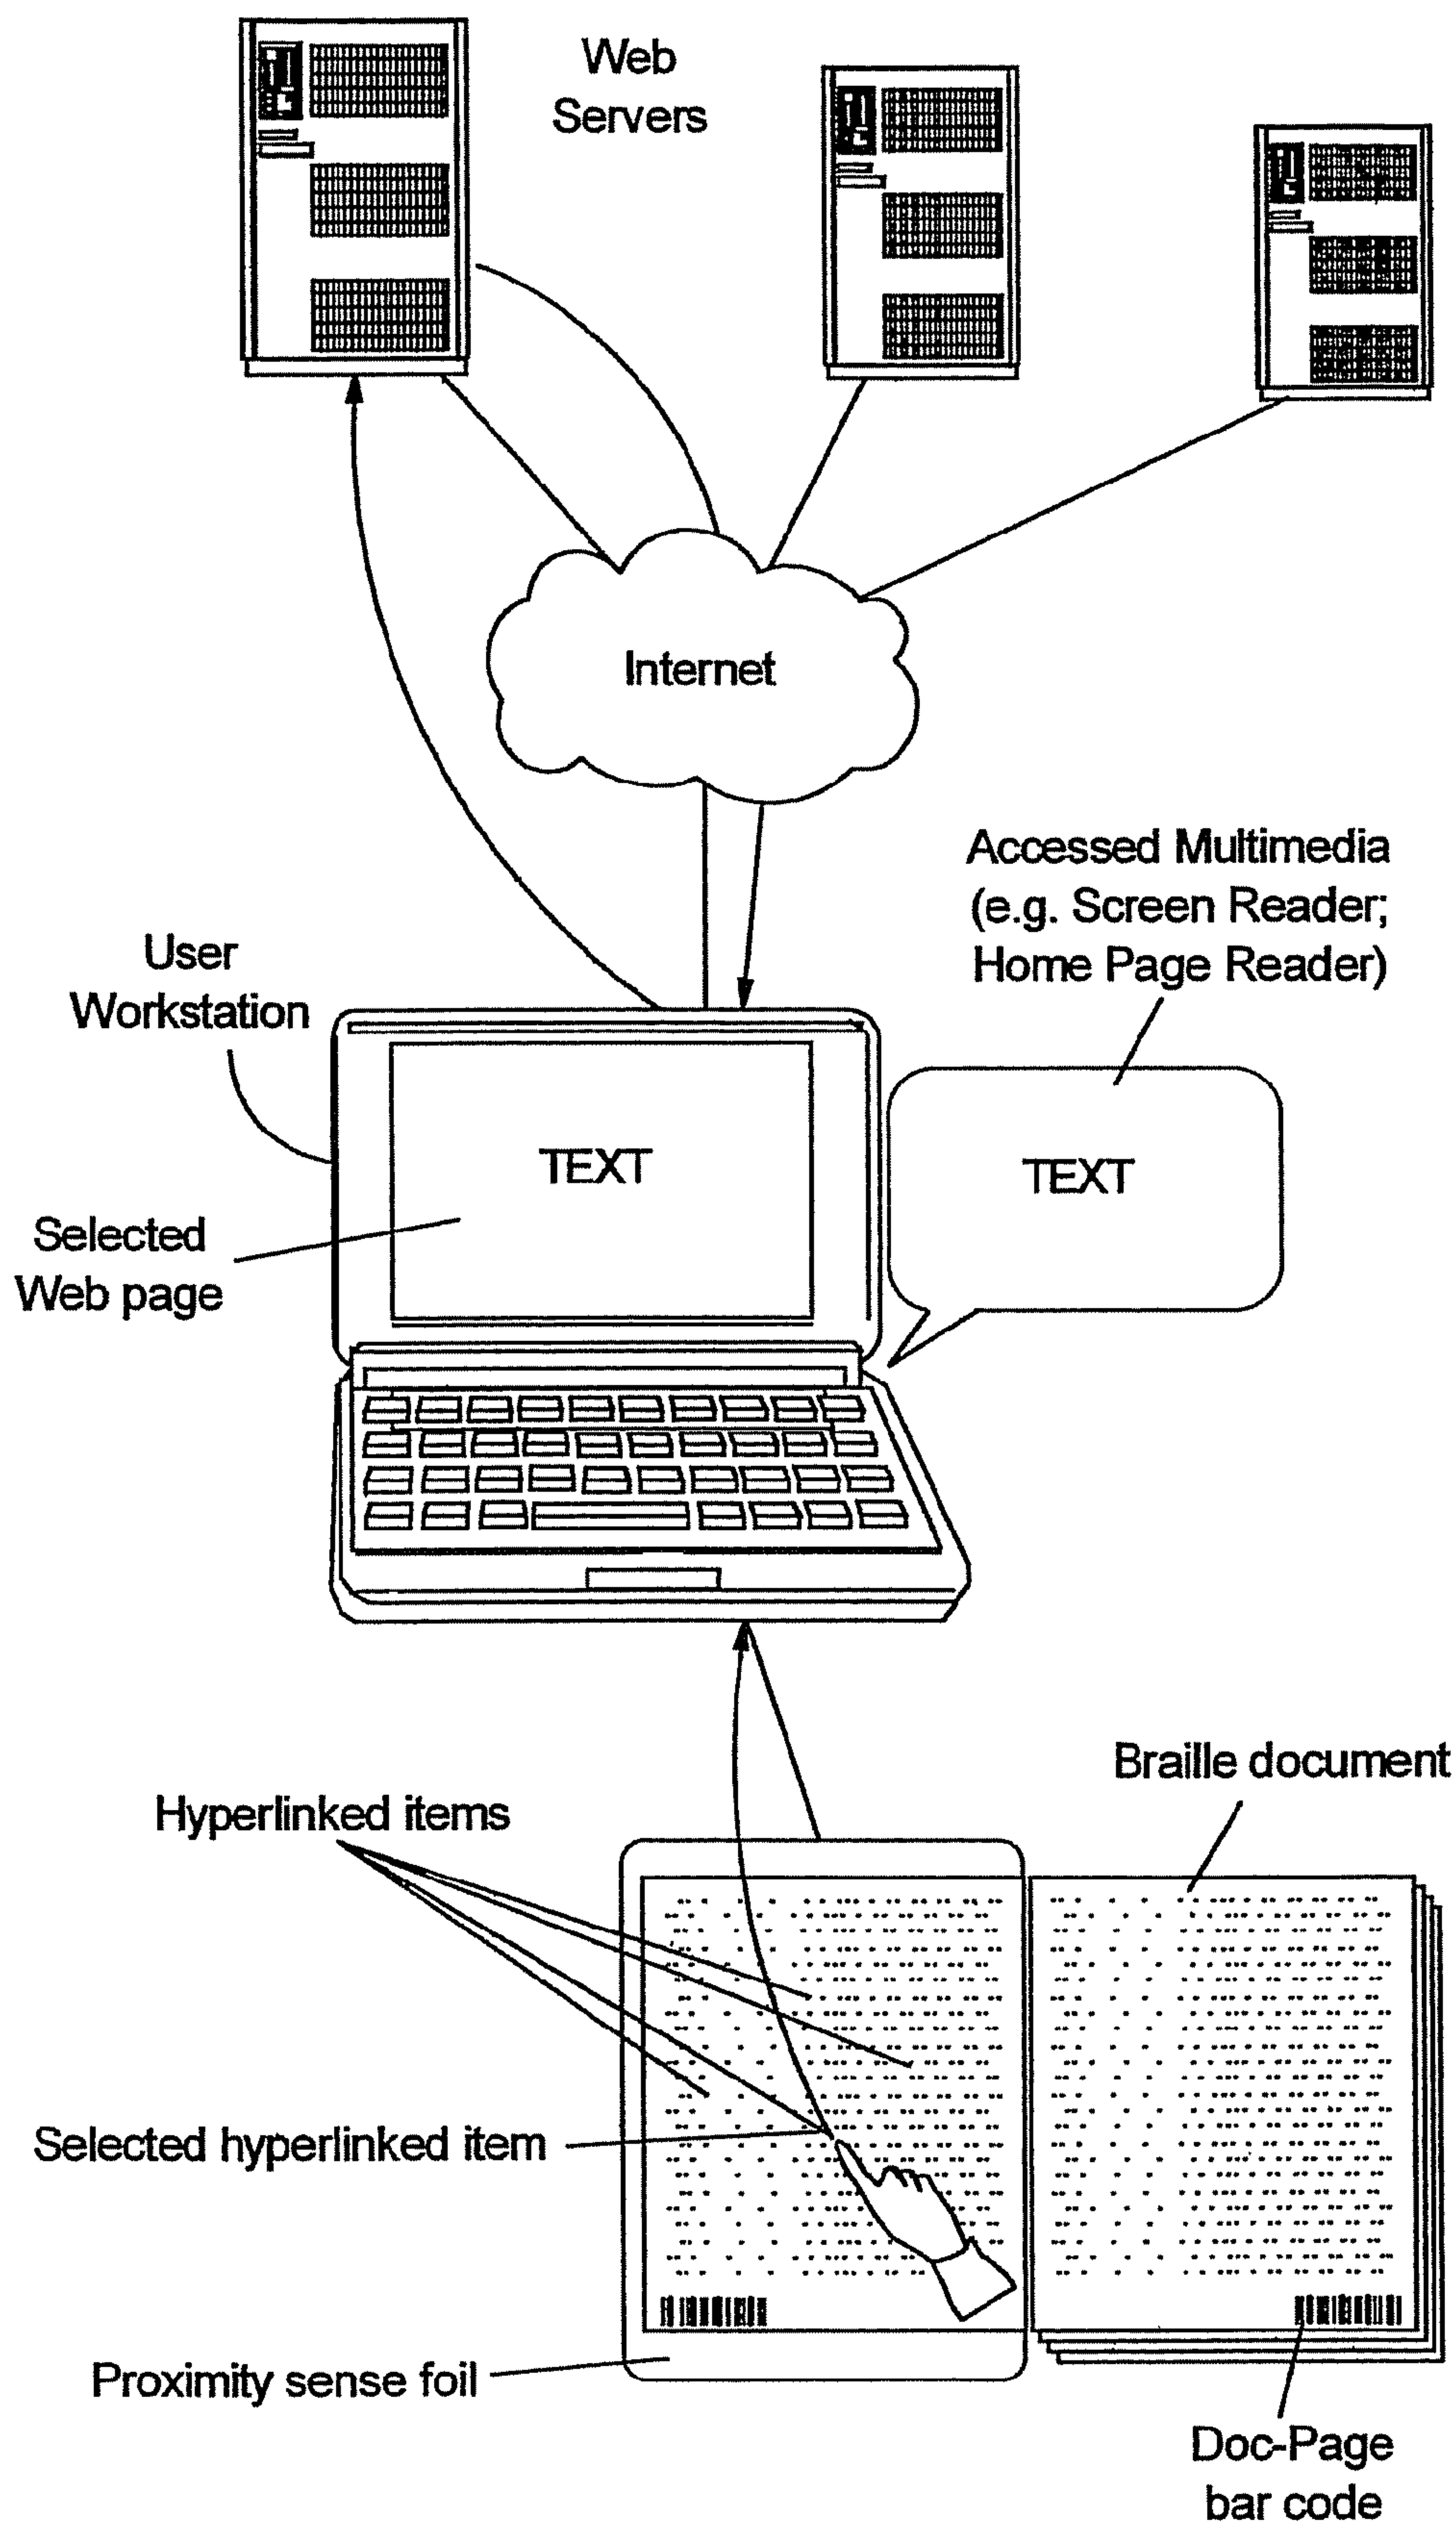 Web
Servers
Internet
Accessed Multimedia
(e.g. Screen Reader;
Home Page Reader)
User
Workstation
TEXT
TEXT
Selected
Web page
Braille document
Hyperlinked items
Selected hyperlinked item
Proximity sense foil
Doc-Page
bar code